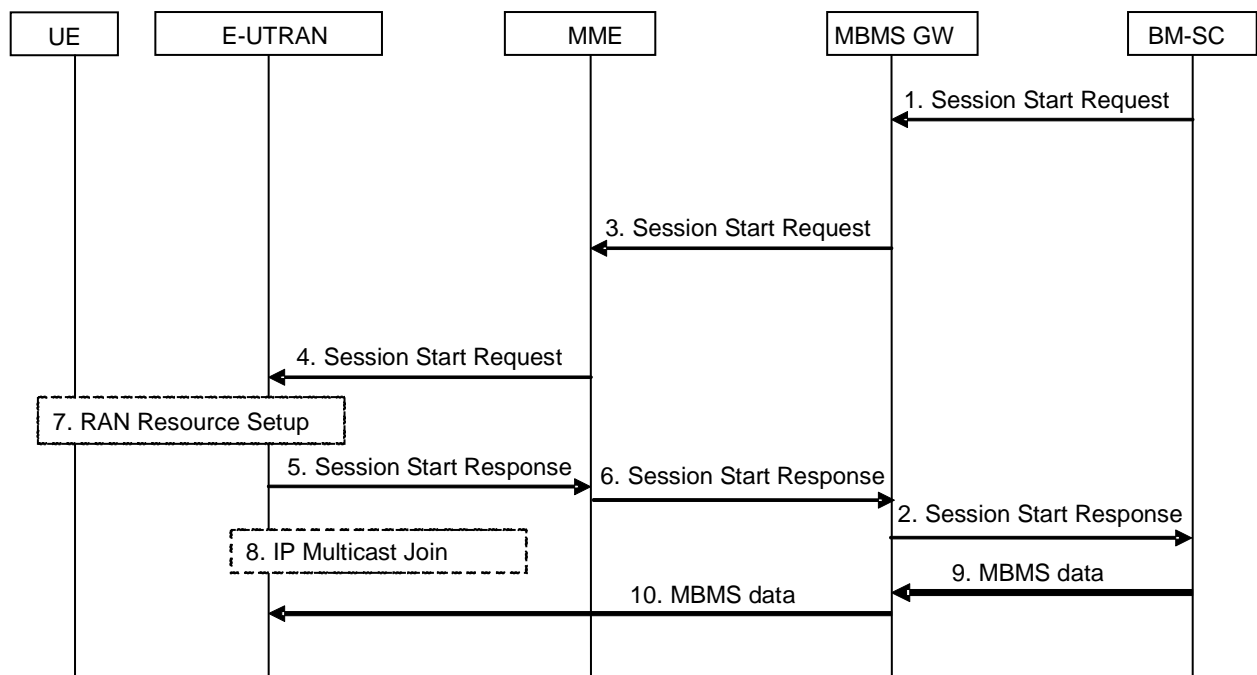 UE
E-UTRAN
MME
MBMS GW
BM-SC
1. Session Start Request
3. Session Start Request
4. Session Start Request
7. RAN Resource Setup
5. Session Start Response
6. Session Start Response
2. Session Start Response
8. IP Multicast Join
9. MBMS data
10. MBMS data